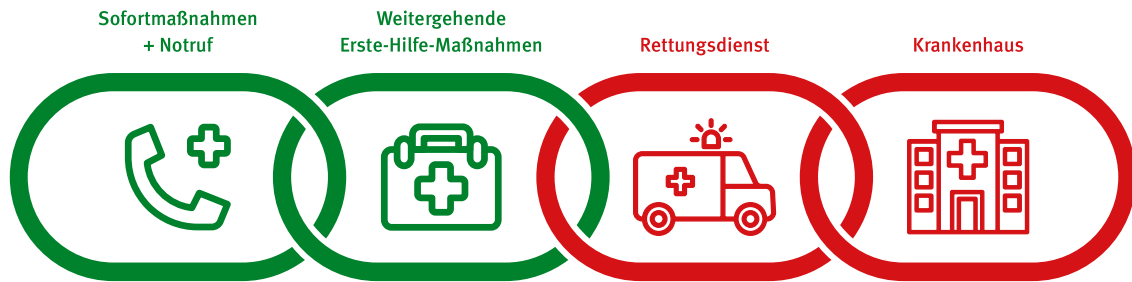 Sofortmaßnahmen
+ Notruf
Weitergehende
Erste-Hilfe-Maßnahmen
Rettungsdienst
Krankenhaus